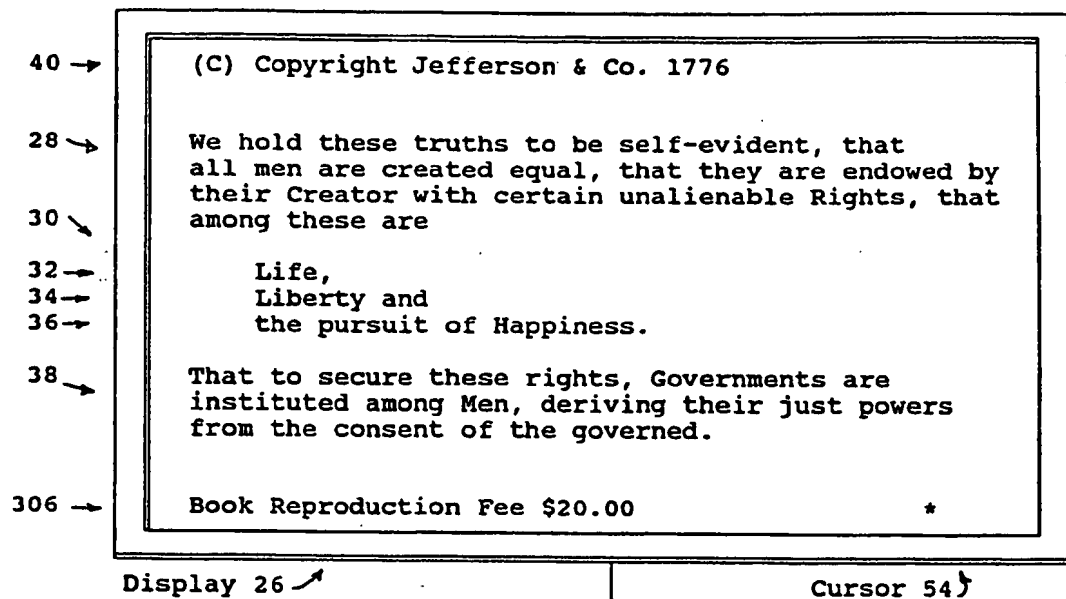 40 (C) Copyright Jefferson & Co. 1776
28 We hold these truths to be self-evident, that
all men are created equal, that they are endowed by
their Creator with certain unalienable Rights, that
30 among these are
32 Life,
34 Liberty and
36 the pursuit of Happiness.
38 That to secure these rights, Governments are
instituted among Men, deriving their just powers
from the consent of the governed.
306 Book Reproduction Fee $20.00 *
Display 26 Cursor 54